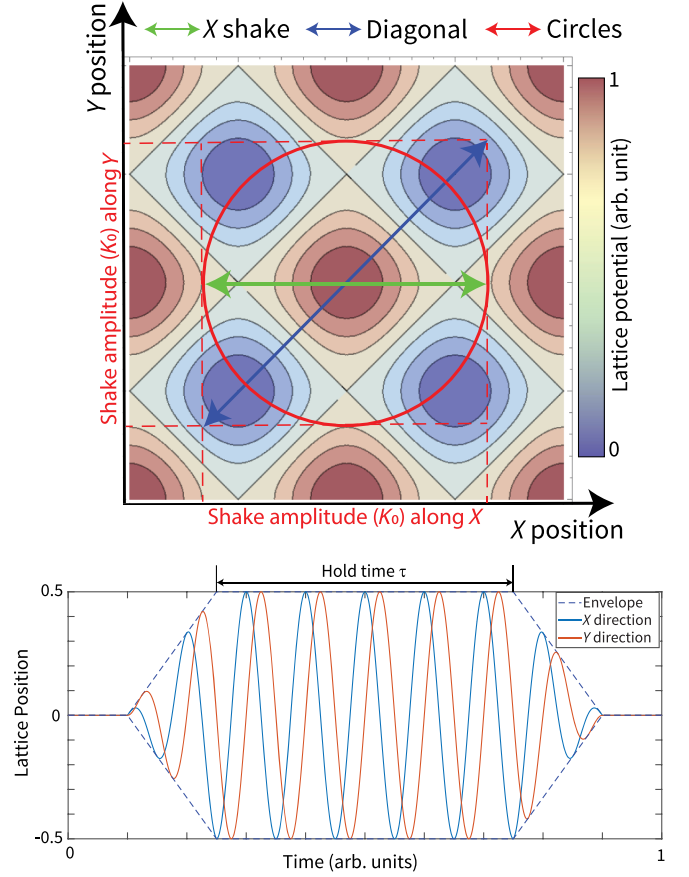 X shake
Diagonal
Circles
Y position
1
Shake amplitude (K₀) along Y
Lattice potential (arb. unit)
0
Shake amplitude (K₀) along X
X position
Hold time τ
0.5
Envelope
X direction
Y direction
Lattice Position
0
-0.5
0
Time (arb. units)
1